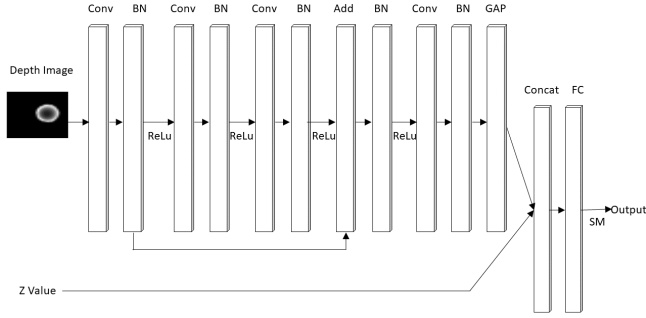 Conv BN Conv BN Conv BN Add BN Conv BN GAP
Depth Image
Concat FC
ReLu ReLu ReLu ReLu
Output
SM
Z Value